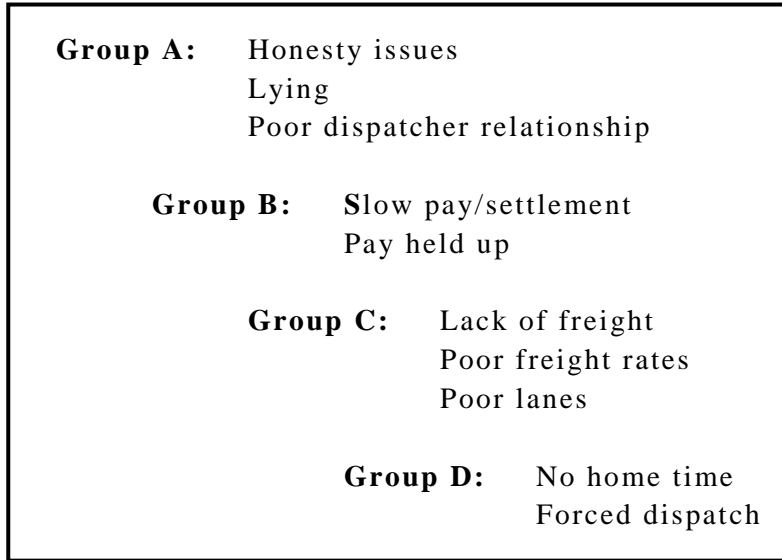 Group A: Honesty issues
Lying
Poor dispatcher relationship
Group B: Slow pay/settlement
Pay held up
Group C: Lack of freight
Poor freight rates
Poor lanes
Group D: No home time
Forced dispatch